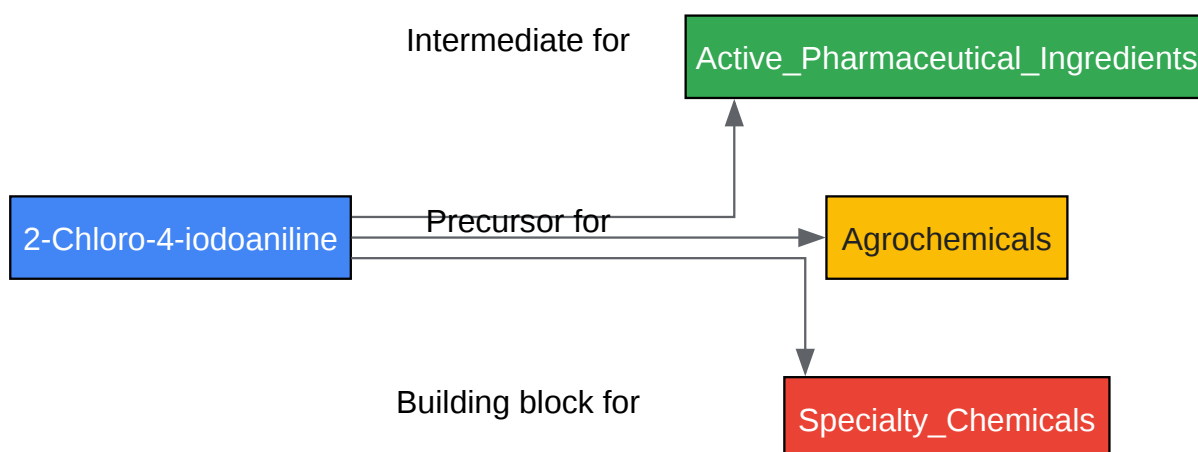 Intermediate for
Active_Pharmaceutical_Ingredients
2-Chloro-4-iodoaniline
Precursor for
Agrochemicals
Building block for
Specialty_Chemicals